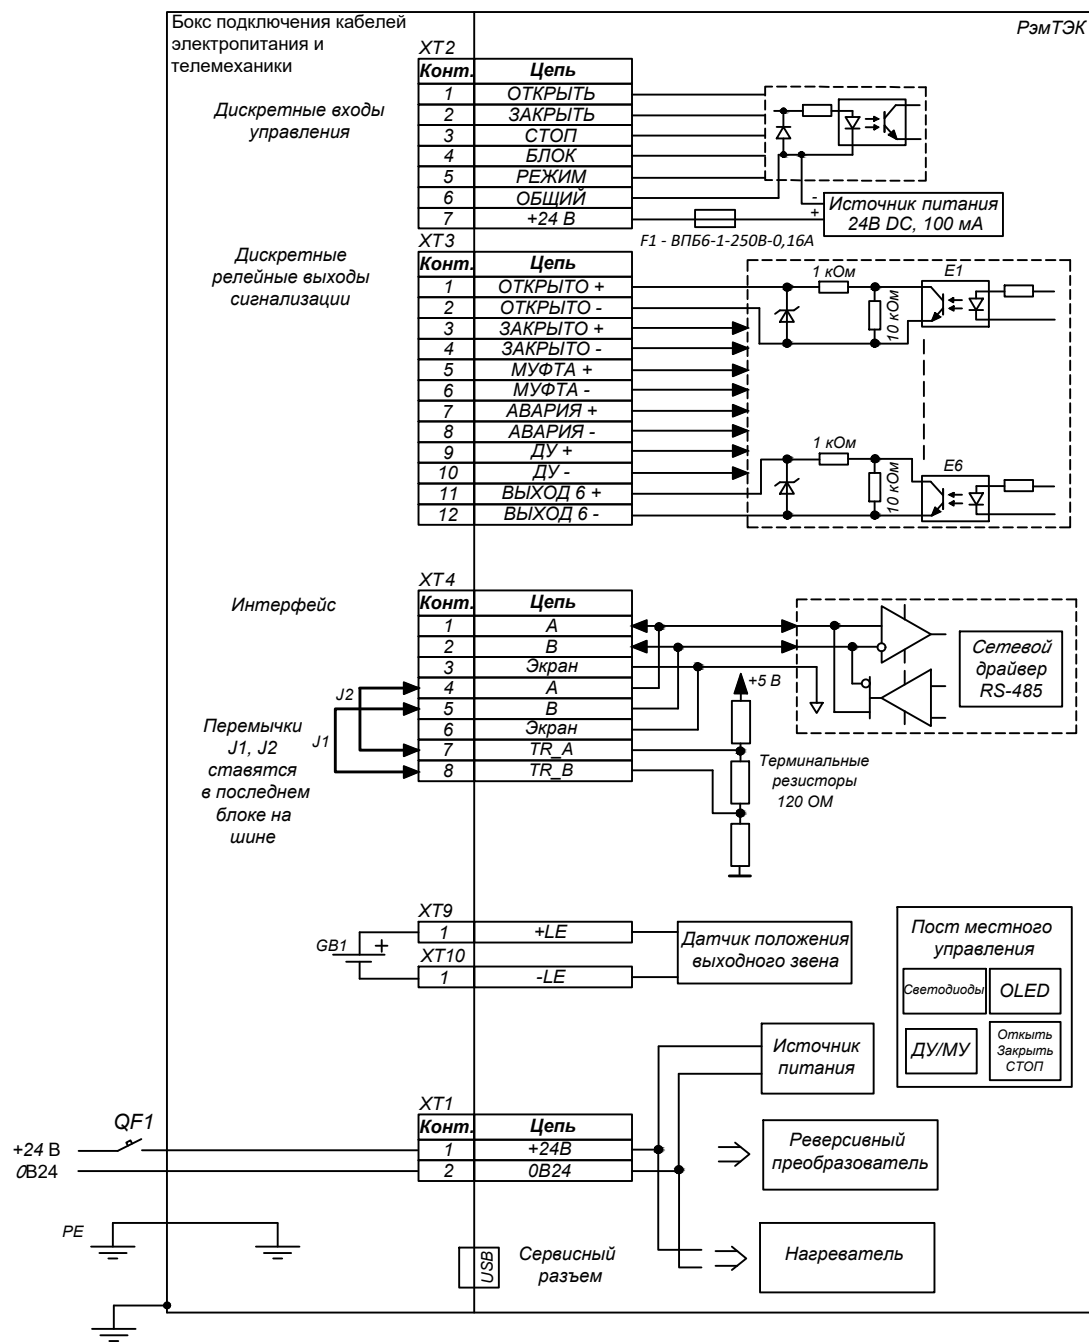 Бокс подключения кабелей
электропитания и
телемеханики
РэмТЭК
Дискретные входы
управления
XT2
Конт. Цепь
1 ОТКРЫТЬ
2 ЗАКРЫТЬ
3 СТОП
4 БЛОК
5 РЕЖИМ
6 ОБЩИЙ
7 +24 В
-
+
Источник питания
24В DC, 100 мА
F1 - ВПБ6-1-250В-0,16А
Дискретные
релейные выходы
сигнализации
XT3
Конт. Цепь
1 ОТКРЫТО +
2 ОТКРЫТО -
3 ЗАКРЫТО +
4 ЗАКРЫТО -
5 МУФТА +
6 МУФТА -
7 АВАРИЯ +
8 АВАРИЯ -
9 ДУ +
10 ДУ -
11 ВЫХОД 6 +
12 ВЫХОД 6 -
1 кОм
10 кОм
E1
1 кОм
10 кОм
E6
Интерфейс
XT4
Конт. Цепь
1 A
2 B
3 Экран
4 A
5 B
6 Экран
7 TR_A
8 TR_B
J2
J1
Перемычки
J1, J2
ставятся
в последнем
блоке на
шине
+5 В
Терминальные
резисторы
120 ОМ
Сетевой
драйвер
RS-485
XT9
1 +LE
XT10
1 -LE
GB1
+
Датчик положения
выходного звена
Пост местного
управления
Светодиоды
OLED
ДУ/МУ
Откыть
Закрыть
СТОП
Источник
питания
XT1
Конт. Цепь
1 +24В
2 0В24
QF1
+24 В
0В24
Реверсивный
преобразователь
PE
USB
Сервисный
разъем
Нагреватель